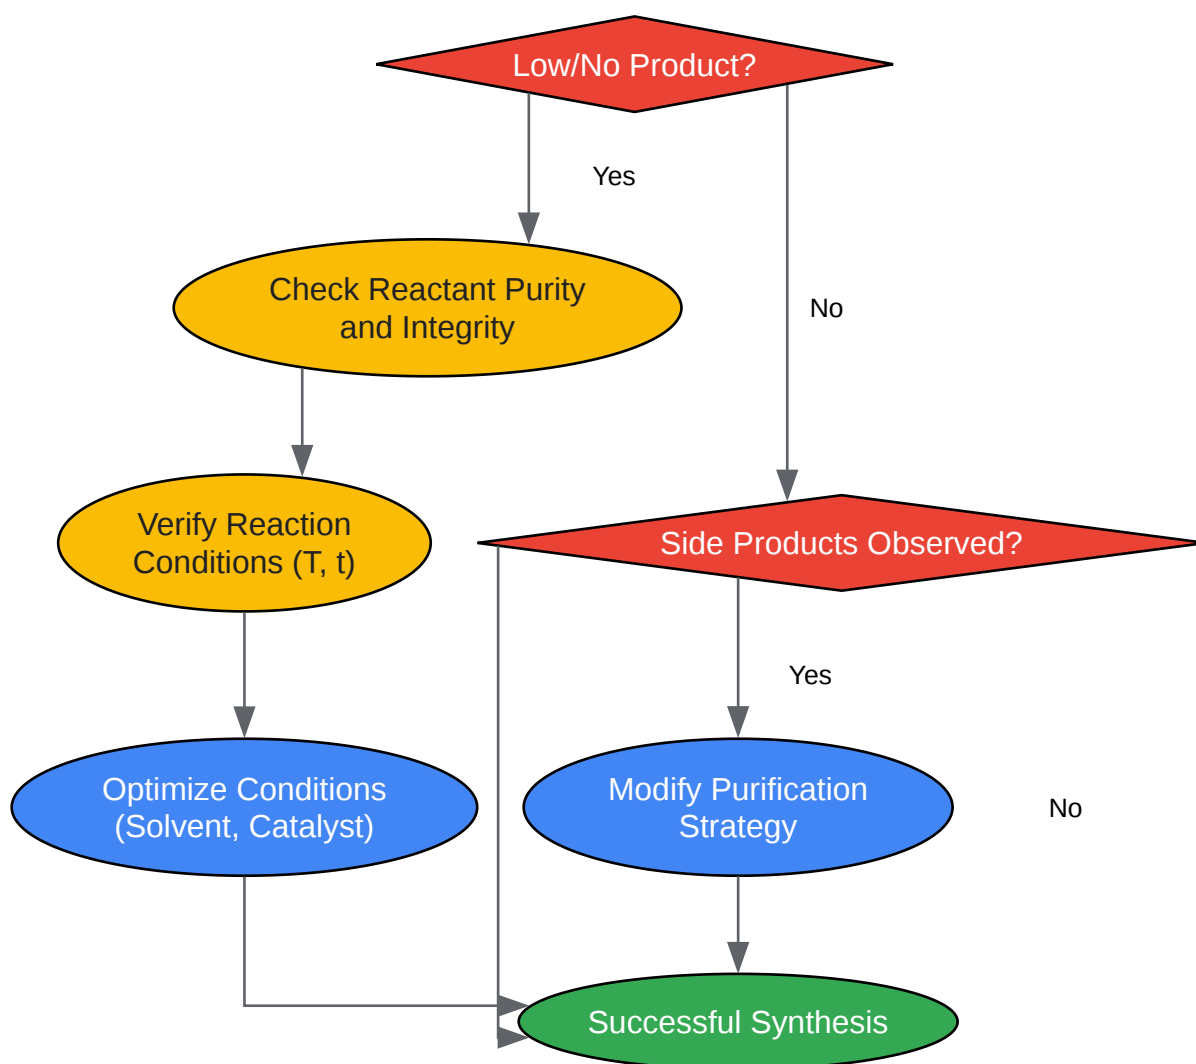 Low/No Product?
Yes
Check Reactant Purity
and Integrity
No
Verify Reaction
Conditions (T, t)
Side Products Observed?
Yes
Optimize Conditions
(Solvent, Catalyst)
Modify Purification
Strategy
No
Successful Synthesis